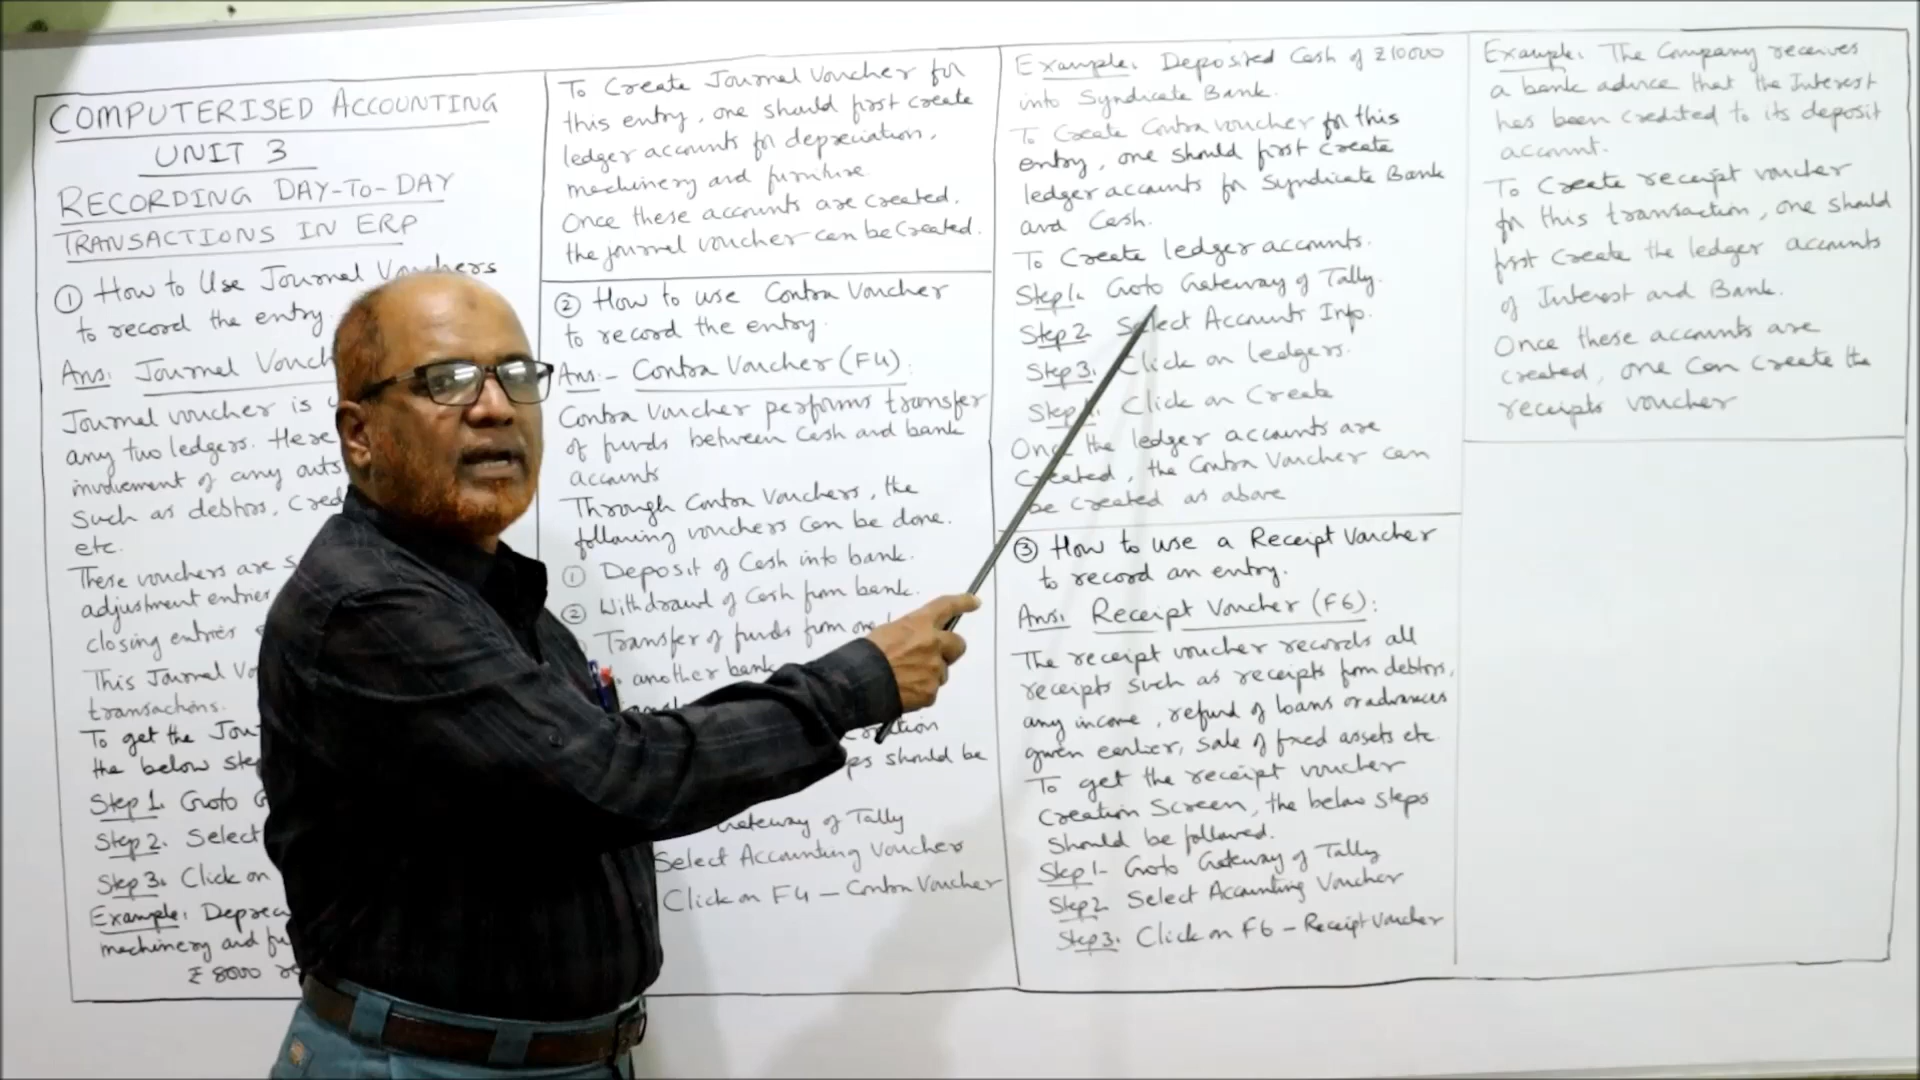 COMPUTERISED ACCOUNTING
UNIT 3
RECORDING DAY-TO-DAY
TRANSACTIONS IN ERP
① How to Use Journal Vouchers
to record the entry.
Ans: Journal Vouch
Journal voucher is
any two ledgers. Here
involvement of any outs
such as debtors, cred
etc.
These vouchers are s
adjustment entries
closing entries
This Journal Vo
transactions.
To get the Jou
the below step
Step 1. Goto G
Step 2. Select
Step 3. Click on
Example: Deprec
machinery and fu
₹ 8000 re
To Create Journal Voucher for
this entry, one should first create
ledger accounts for depreciation,
machinery and furniture.
Once these accounts are created,
the journal voucher can be created.
② How to use Contra Voucher
to record the entry.
Ans:- Contra Voucher (F4):
Contra Voucher performs transfer
of funds between cash and bank
accounts
Through Contra Vouchers, the
following vouchers can be done.
① Deposit of Cash into bank.
② Withdrawl of Cash from bank.
Transfer of funds from one
another bank
ps should be
Gateway of Tally
Select Accounting Voucher
Click on F4 – Contra Voucher
Example: Deposited Cash of ₹10000
into Syndicate Bank.
To Create Contra voucher for this
entry, one should first create
ledger accounts for Syndicate Bank
and Cash.
To Create ledger accounts.
Step 1. Goto Gateway of Tally.
Step 2 Select Accounts Info.
Step 3. Click on ledgers.
Step 4. Click on Create
Once the ledger accounts are
Created, the Contra Voucher can
be created as above
③ How to use a Receipt Voucher
to record an entry.
Ans: Receipt Voucher (F6):
The receipt voucher records all
receipts such as receipts from debtors,
any income, refund of loans or advances
given earlier, sale of fixed assets etc.
To get the receipt voucher
Creation Screen, the below steps
should be followed.
Step 1- Goto Gateway of Tally
Step 2 Select Accounting Voucher
Step 3. Click on F6 – Receipt Voucher
Example: The Company receives
a bank advice that the Interest
has been credited to its deposit
account.
To Create receipt voucher
for this transaction, one should
first create the ledger accounts
of Interest and Bank.
Once these accounts are
created, one can create the
receipts voucher